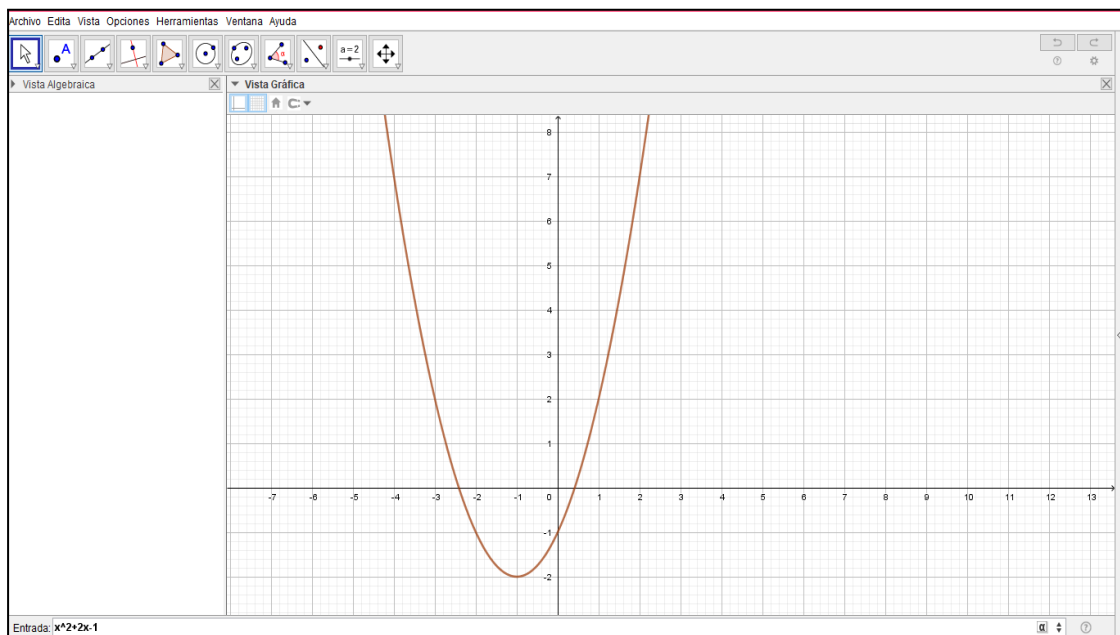 Archivo Edita Vista Opciones Herramientas Ventana Ayuda
A
α
a=2
Vista Algebraica
Vista Gráfica
8
7
6
5
4
3
2
1
-7 -6 -5 -4 -3 -2 -1 0 1 2 3 4 5 6 7 8 9 10 11 12 13
-1
-2
Entrada: x^2+2x-1
α